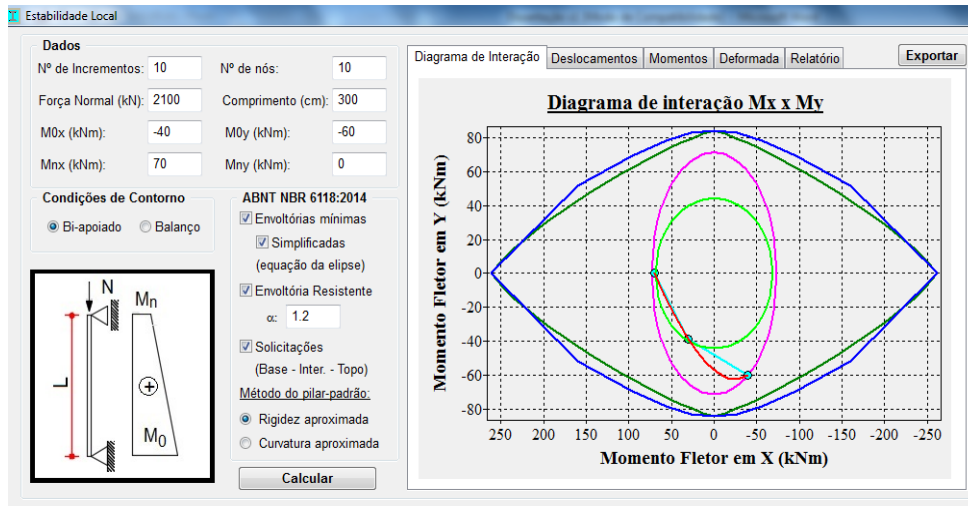 Estabilidade Local
Dados
Nº de Incrementos: 10 Nº de nós: 10
Força Normal (kN): 2100 Comprimento (cm): 300
M0x (kNm): -40 M0y (kNm): -60
Mnx (kNm): 70 Mny (kNm): 0
Condições de Contorno
Bi-apoiado Balanço
N
Mn
L
M0
ABNT NBR 6118:2014
Envoltórias mínimas
Simplificadas
(equação da elipse)
Envoltória Resistente
α: 1.2
Solicitações
(Base - Inter. - Topo)
Método do pilar-padrão:
Rigidez aproximada
Curvatura aproximada
Calcular
Diagrama de Interação Deslocamentos Momentos Deformada Relatório Exportar
Diagrama de interação Mx x My
Momento Fletor em Y (kNm)
80
60
40
20
0
-20
-40
-60
-80
250 200 150 100 50 0 -50 -100 -150 -200 -250
Momento Fletor em X (kNm)